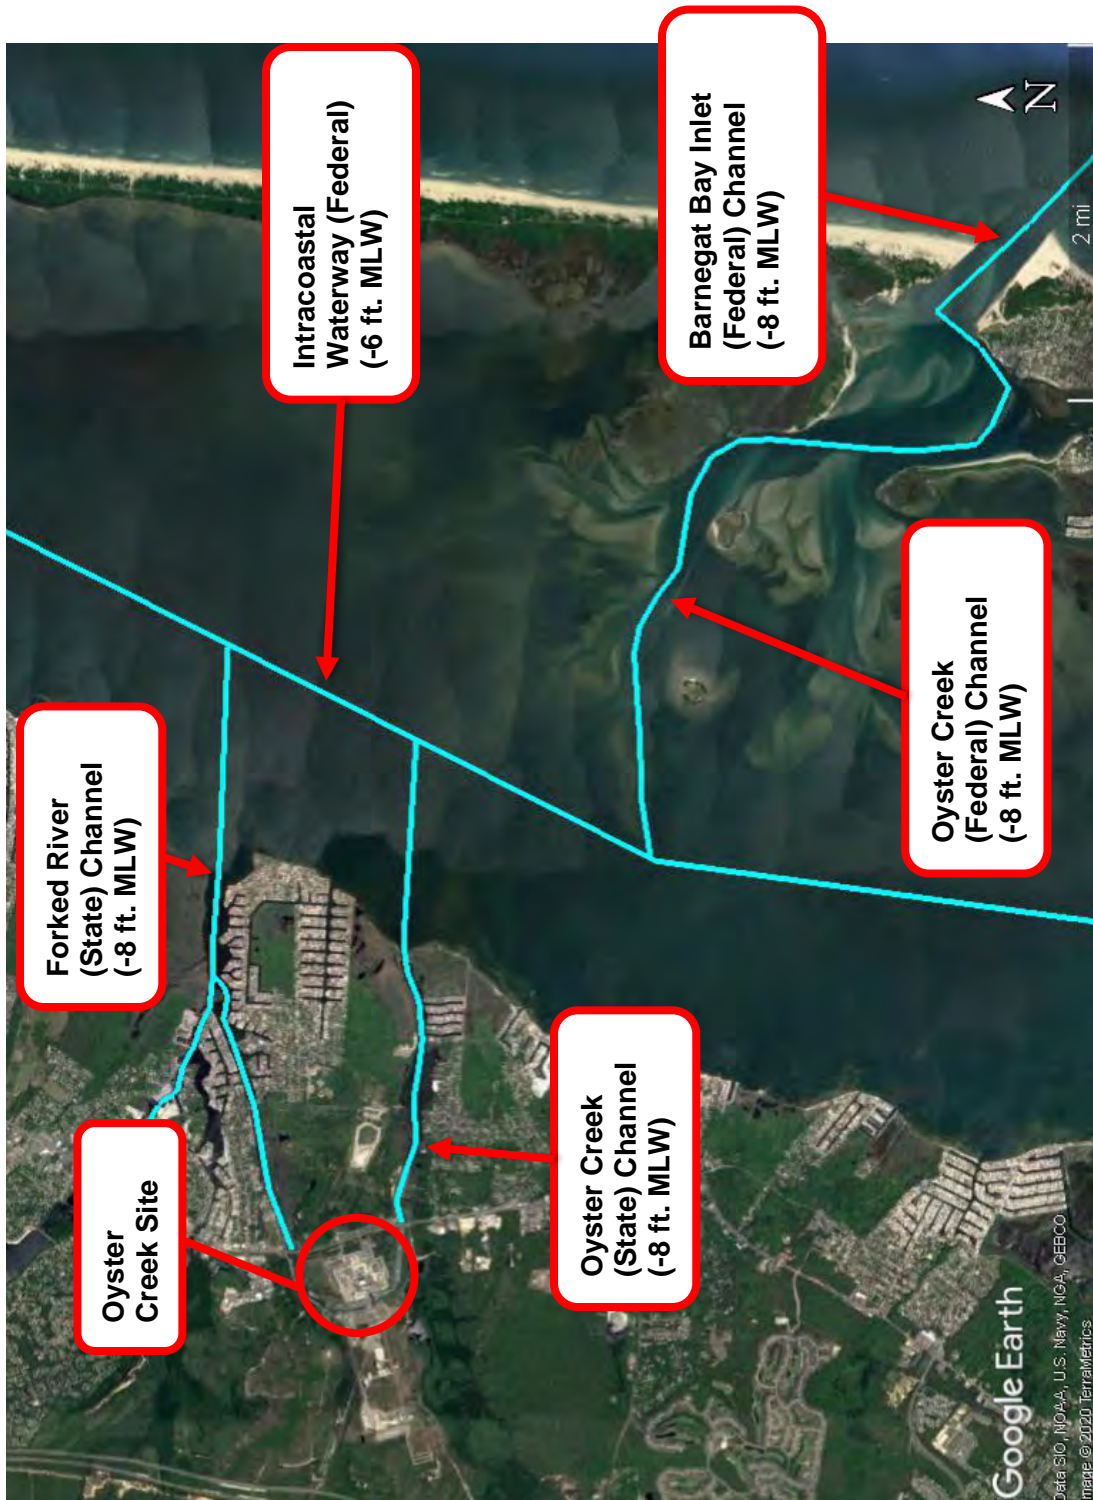 Oyster
Creek Site
Forked River
(State) Channel
(-8 ft. MLW)
Intracoastal
Waterway (Federal)
(-6 ft. MLW)
Oyster Creek
(State) Channel
(-8 ft. MLW)
Oyster Creek
(Federal) Channel
(-8 ft. MLW)
Barnegat Bay Inlet
(Federal) Channel
(-8 ft. MLW)
N
2 mi
Google Earth
Data SIO, NOAA, U.S. Navy, NGA, GEBCO
Image © 2020 TerraMetrics